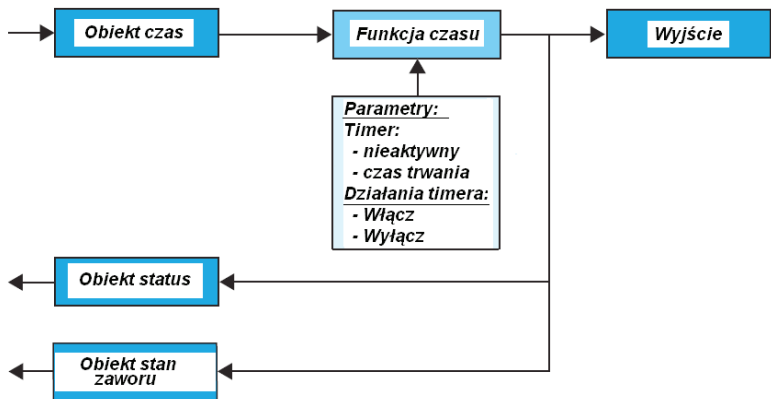 Obiekt czas
Funkcja czasu
Wyjście
Parametry:
Timer:
- nieaktywny
- czas trwania
Działania timera:
- Włącz
- Wyłącz
Obiekt status
Obiekt stan
zaworu